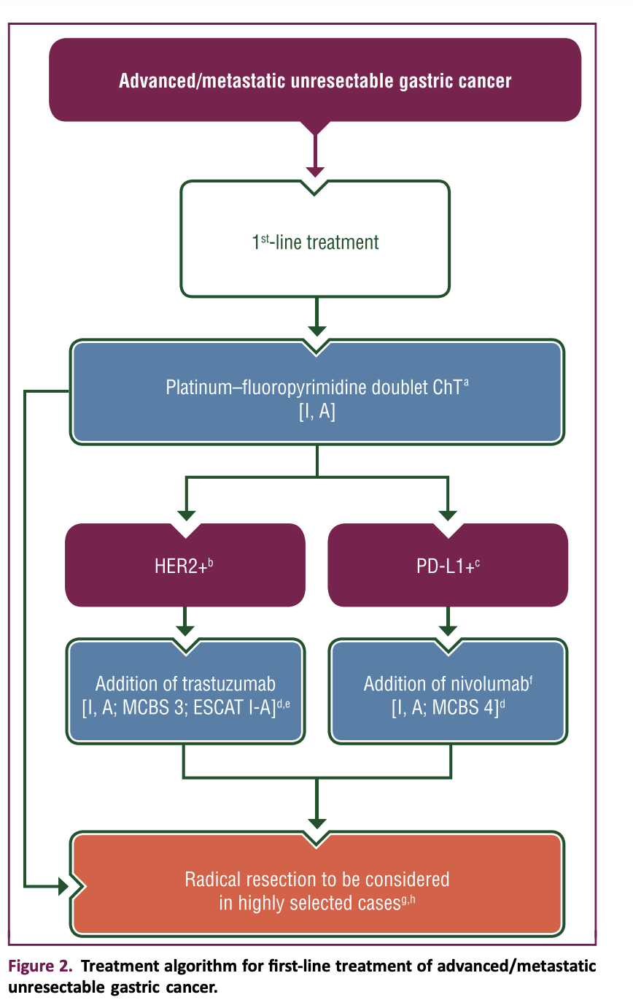 Advanced/metastatic unresectable gastric cancer
1st-line treatment
Platinum–fluoropyrimidine doublet ChTa
[I, A]
HER2+b
PD-L1+c
Addition of trastuzumab
[I, A; MCBS 3; ESCAT I-A]d,e
Addition of nivolumabf
[I, A; MCBS 4]d
Radical resection to be considered
in highly selected casesg,h
Figure 2. Treatment algorithm for first-line treatment of advanced/metastatic
unresectable gastric cancer.